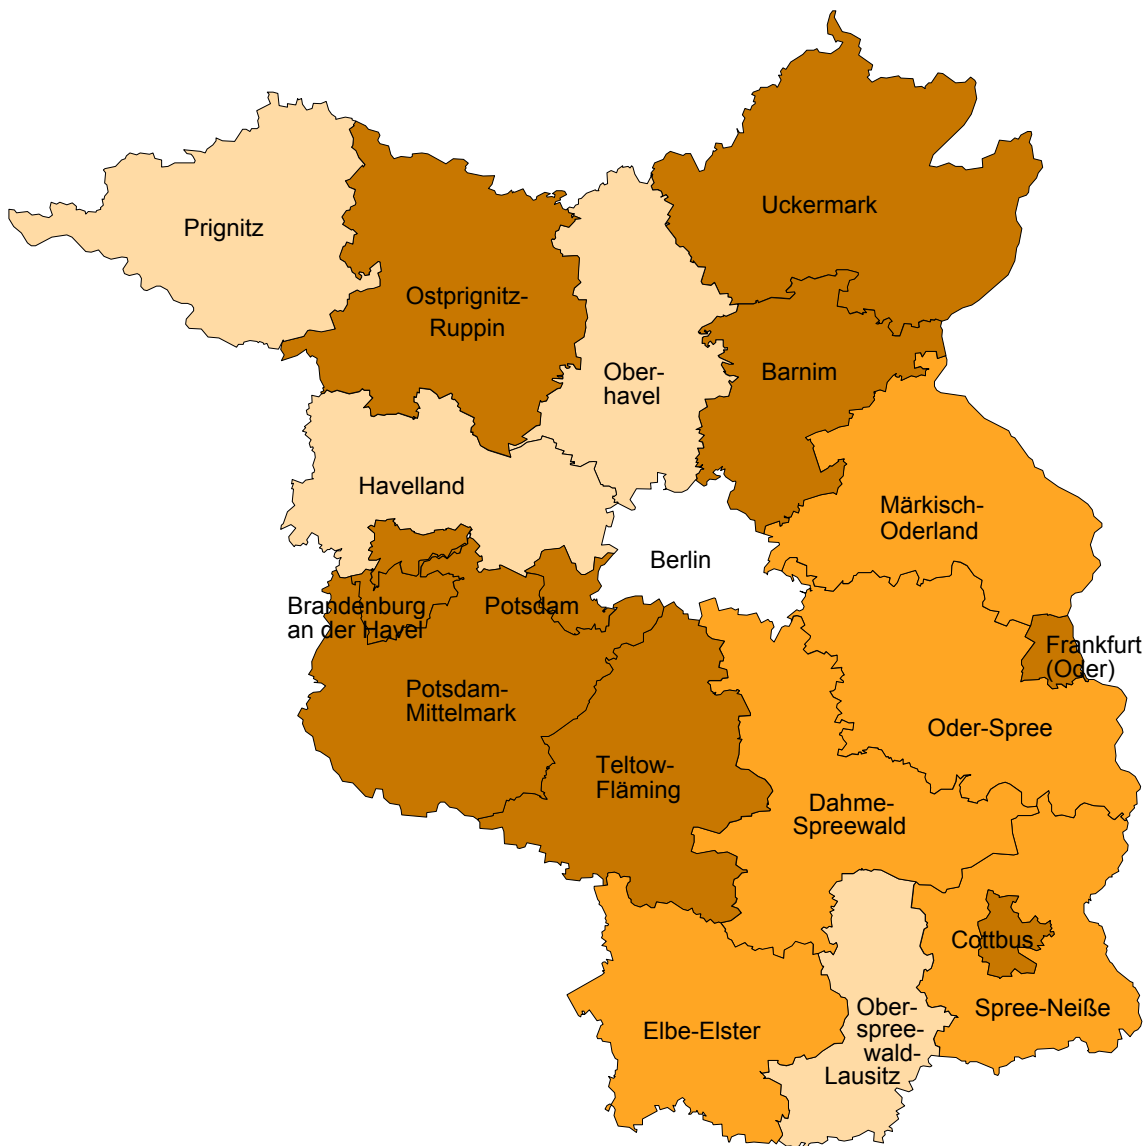 Uckermark
Prignitz
Ostprignitz-
Ruppin
Ober-
havel
Barnim
Havelland
Märkisch-
Oderland
Berlin
Brandenburg
an der Havel
Potsdam
Frankfurt
(Oder)
Potsdam-
Mittelmark
Oder-Spree
Teltow-
Fläming
Dahme-
Spreewald
Cottbus
Spree-Neiße
Elbe-Elster
Ober-
spree-
wald-
Lausitz